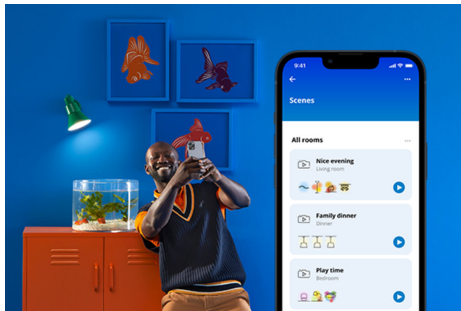 9:41
Scenes
All rooms
Nice evening
Living room
Family dinner
Dinner
Play time
Bedroom